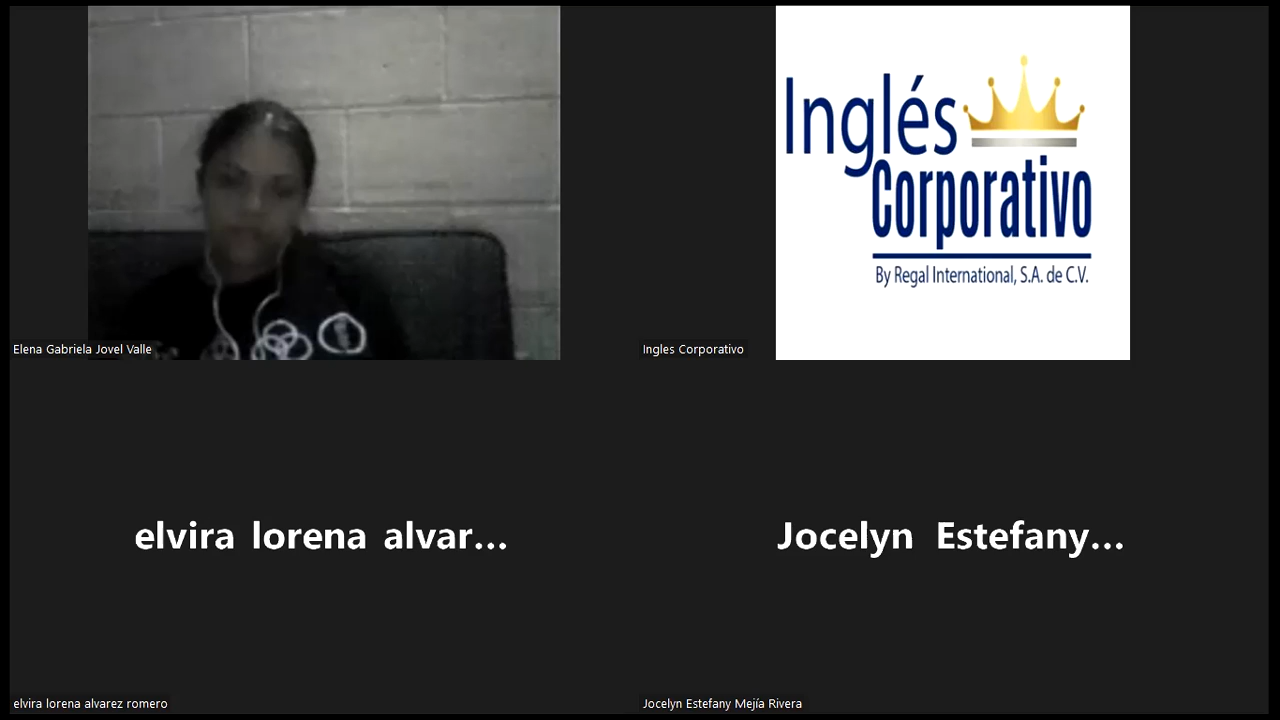 Inglés
Corporativo
By Regal International, S.A. de C.V.
Elena Gabriela Jovel Valle
Ingles Corporativo
elvira lorena alvar...
Jocelyn Estefany...
elvira lorena alvarez romero
Jocelyn Estefany Mejía Rivera